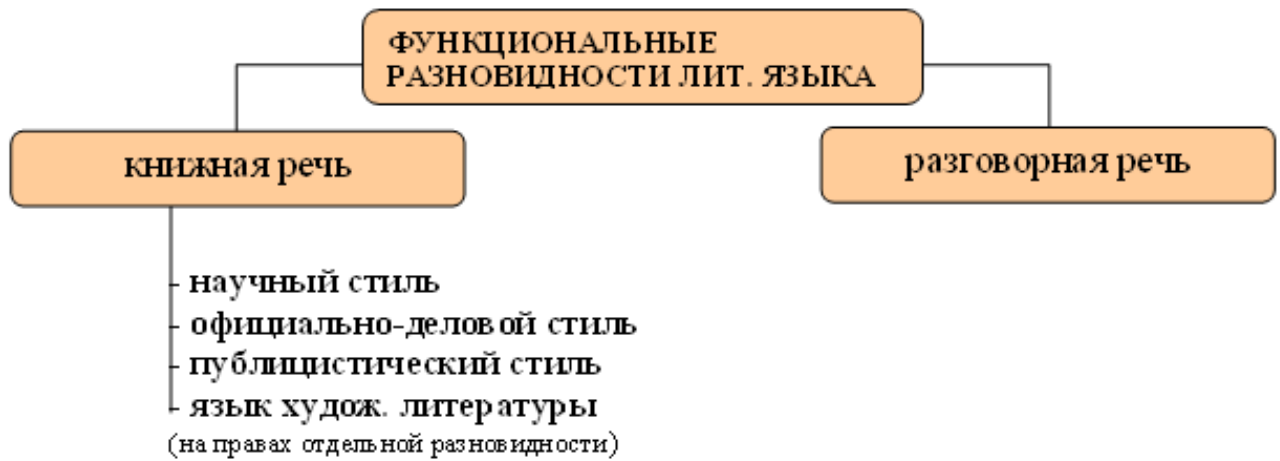 ФУНКЦИОНАЛЬНЫЕ
РАЗНОВИДНОСТИ ЛИТ. ЯЗЫКА
книжная речь
разговорная речь
- научный стиль
- официально-деловой стиль
- публицистический стиль
- язык худож. литературы
(на правах отдельной разновидности)